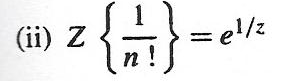 (ii) Z {1/n !} = e^{1/z}